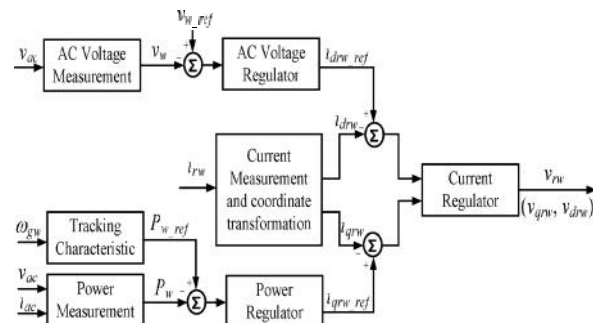 v_w_ref
v_ac
AC Voltage
Measurement
v_w
+
−
Σ
AC Voltage
Regulator
i_drw_ref
+
i_drw
−
Σ
i_rw
Current
Measurement
and coordinate
transformation
Current
Regulator
v_rw
(v_qrw, v_drw)
i_qrw
−
Σ
+
ω_gw
Tracking
Characteristic
P_w_ref
v_ac
i_ac
Power
Measurement
P_w
−
+
Σ
Power
Regulator
i_qrw_ref